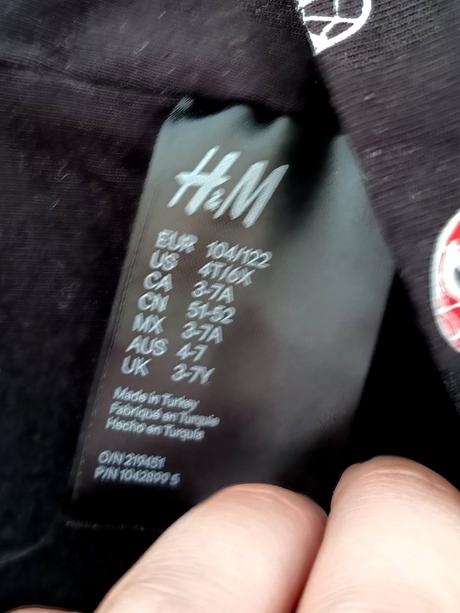 H&M
EUR 104/122
US 4T/6X
CA 3-7A
CN 51-52
MX 3-7A
AUS 4-7
UK 3-7Y
Made in Turkey
Fabriqué en Turquie
Hecho en Turquía
O/N 219451
P/N 1042899 5